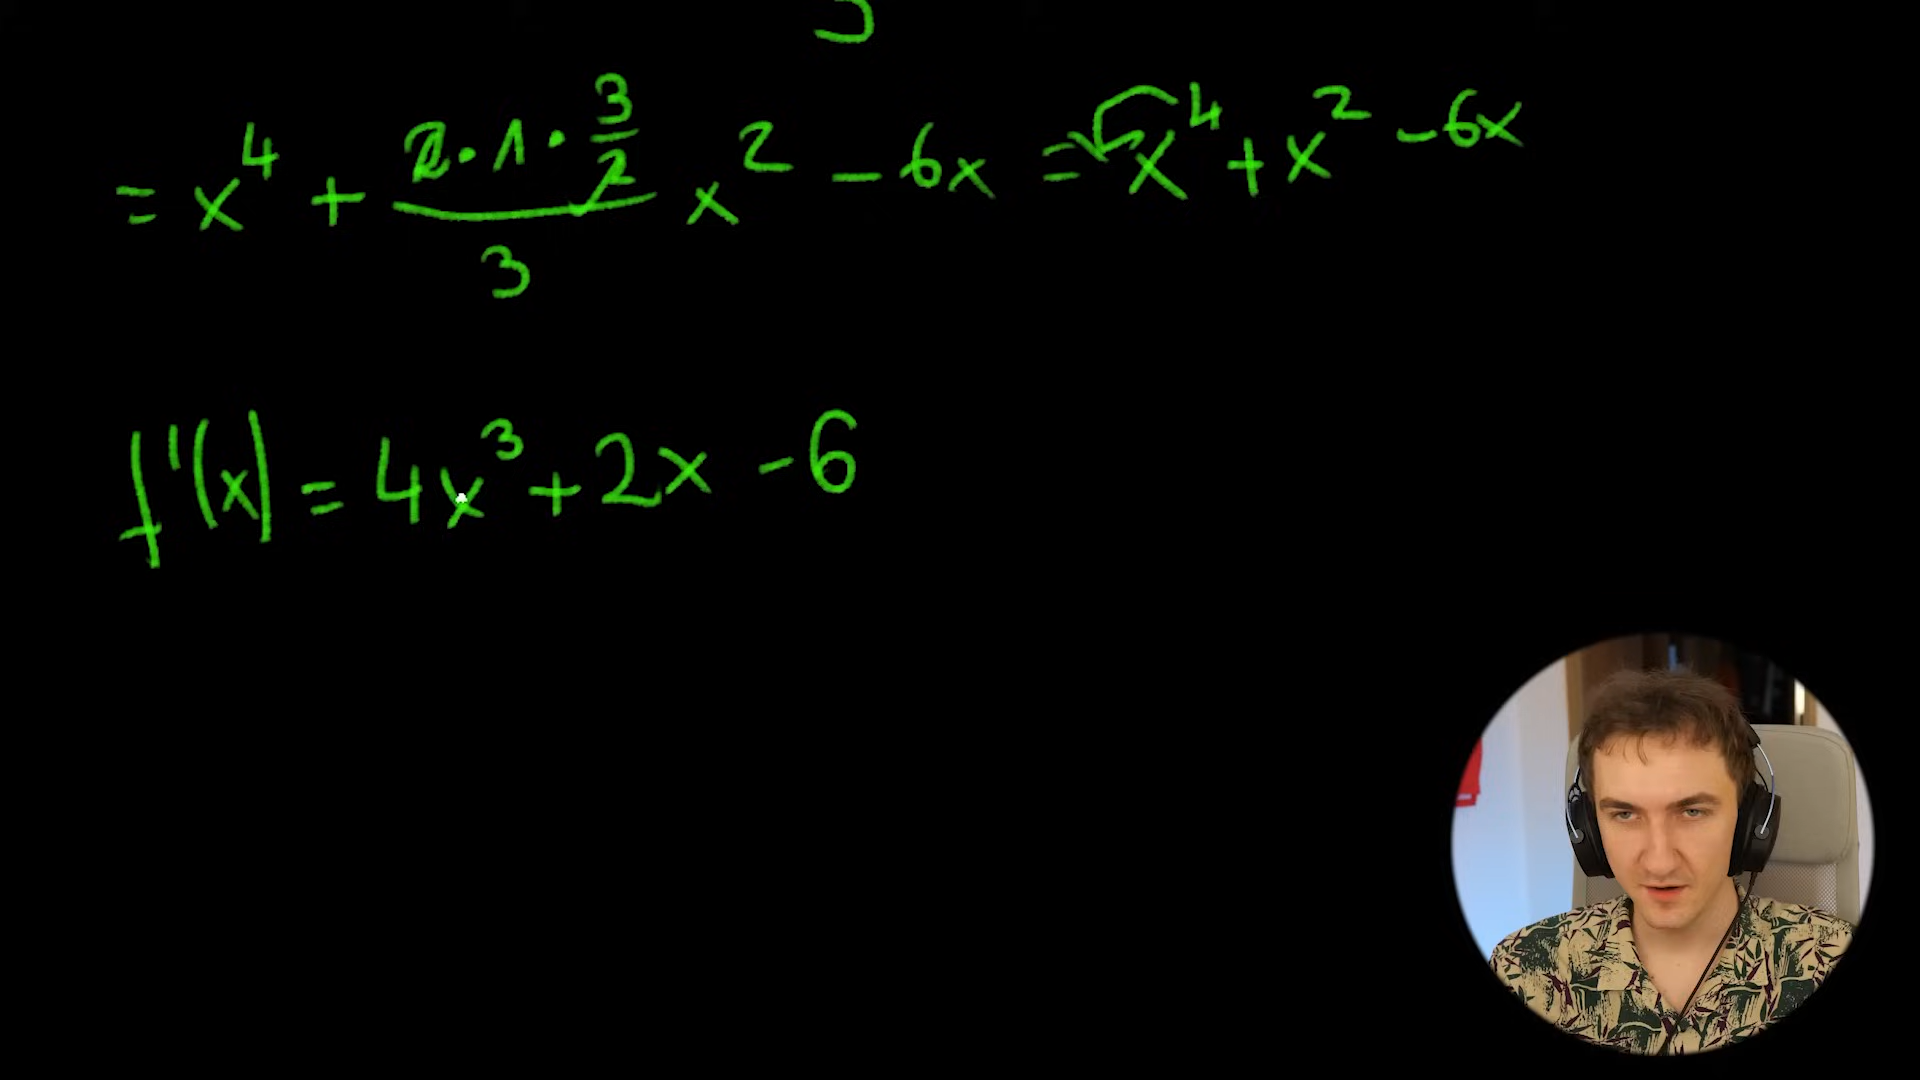 = x⁴ + (2·1·3/2)/3 x² - 6x = x⁴ + x² - 6x
f'(x) = 4x³ + 2x - 6